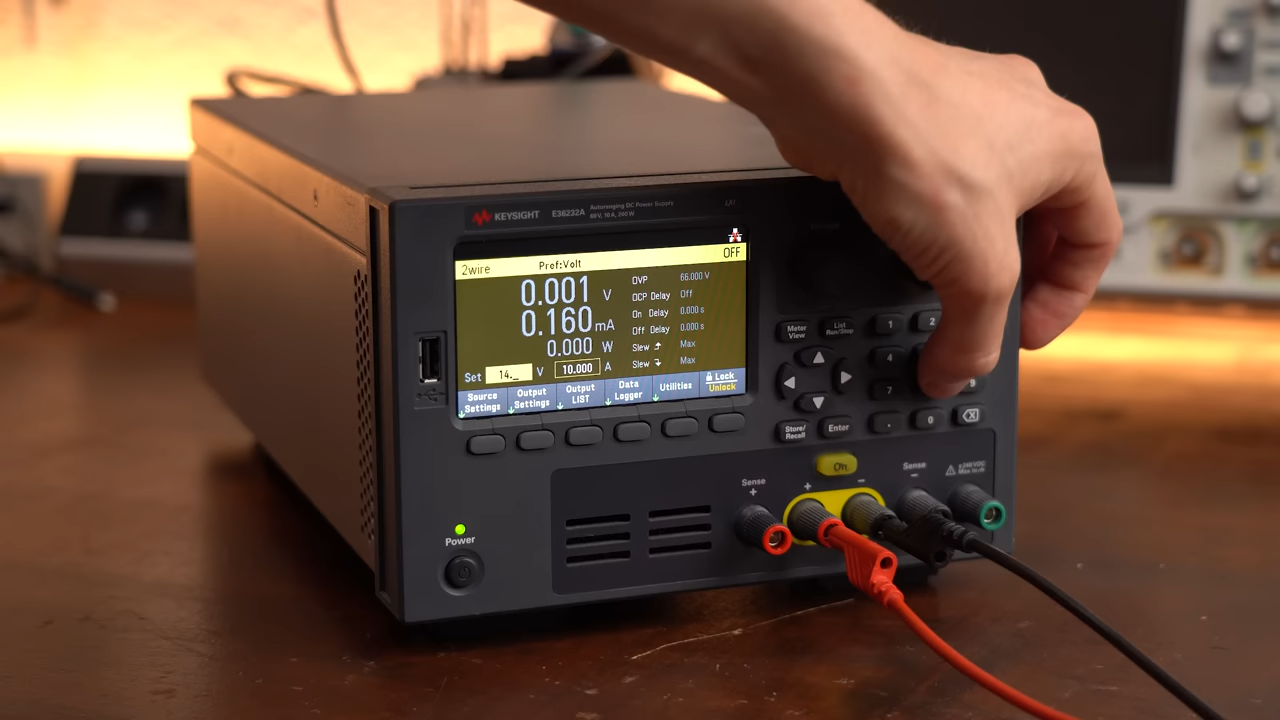 KEYSIGHT E36232A Autoranging DC Power Supply
60V, 10A, 200W
LXI
OFF
2wire Pref:Volt
0.001 V
0.160 mA
0.000 W
OVP 66.000 V
OCP Delay Off
On Delay 0.000 s
Off Delay 0.000 s
Slew Max
Slew Max
Set 14._ V 10.000 A
Source Settings
Output Settings
Output LIST
Data Logger
Utilities
Lock
Unlock
Meter View
List Run/Stop
1 2
4
7 9
Store/Recall
Enter
. 0
On
Sense +
+
−
Sense −
Power